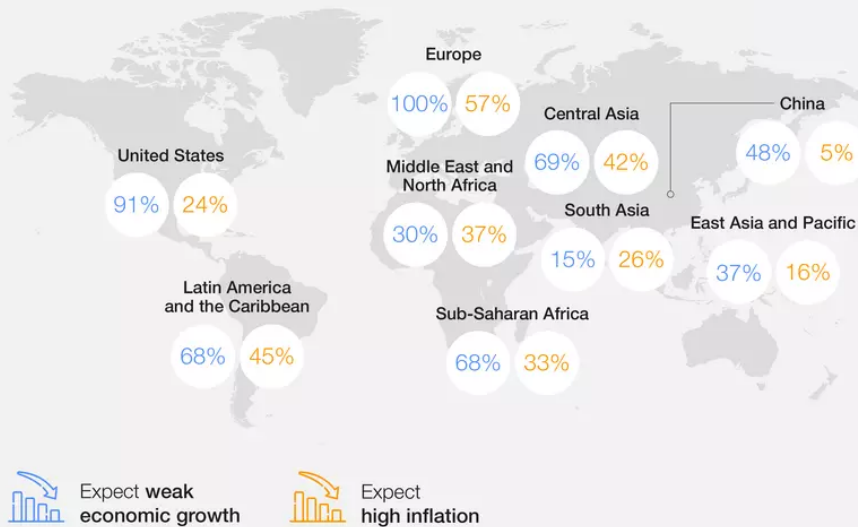 Europe
100% 57%
Central Asia
69% 42%
China
48% 5%
United States
91% 24%
Middle East and
North Africa
30% 37%
South Asia
15% 26%
East Asia and Pacific
37% 16%
Latin America
and the Caribbean
68% 45%
Sub-Saharan Africa
68% 33%
Expect weak
economic growth
Expect
high inflation